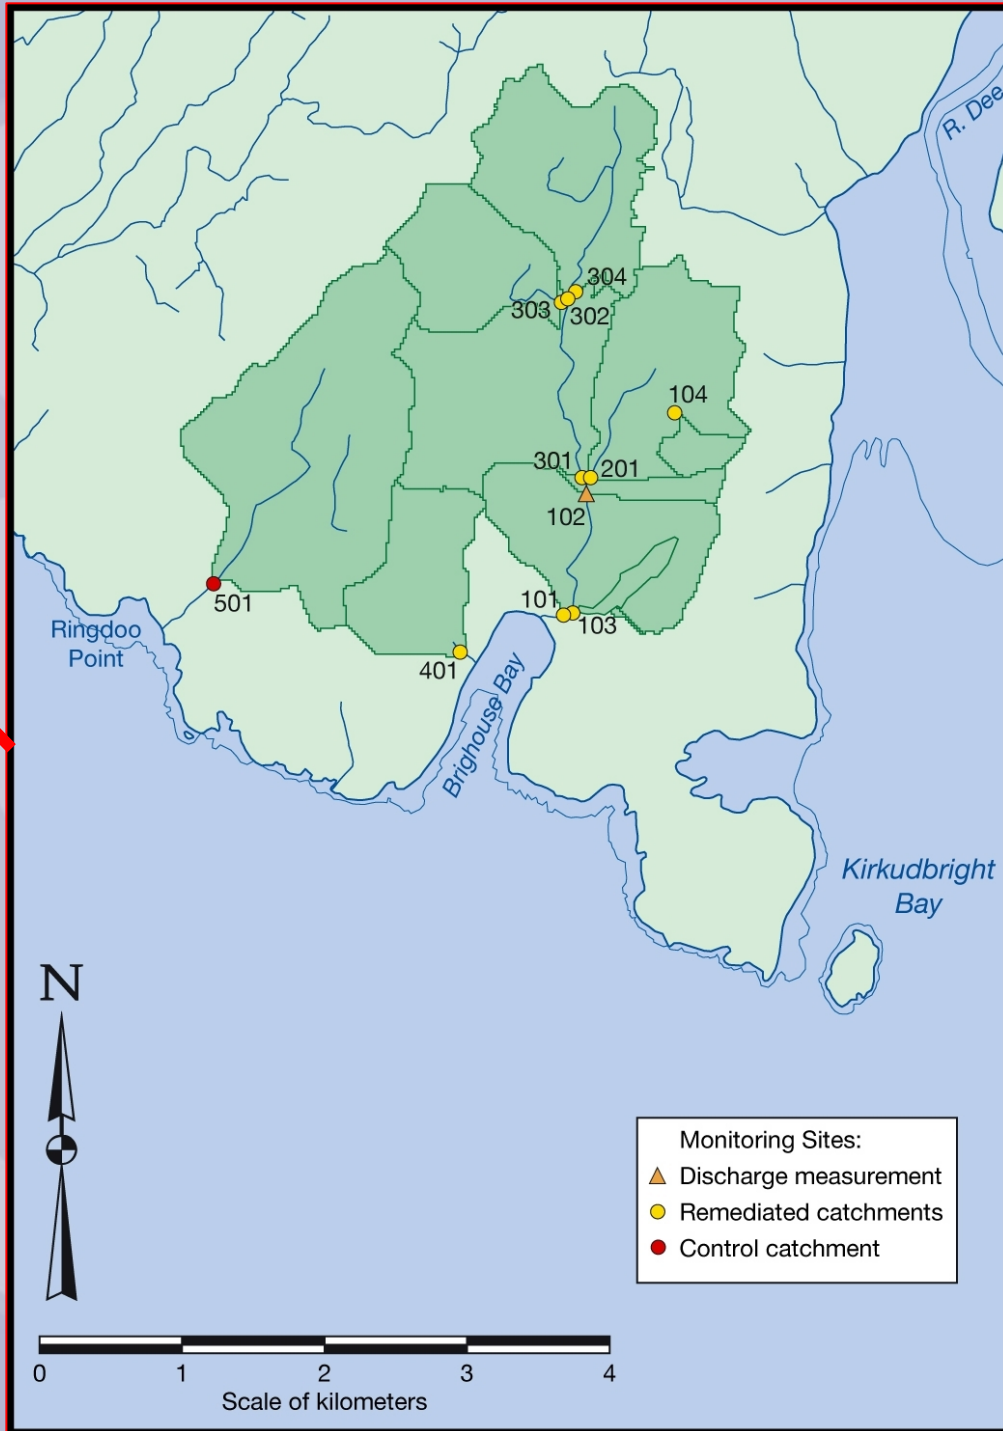 R. Dee
304
303
302
104
301
201
102
101
103
501
401
Ringdoo
Point
Brighouse Bay
Kirkudbright
Bay
N
Monitoring Sites:
Discharge measurement
Remediated catchments
Control catchment
0 1 2 3 4
Scale of kilometers